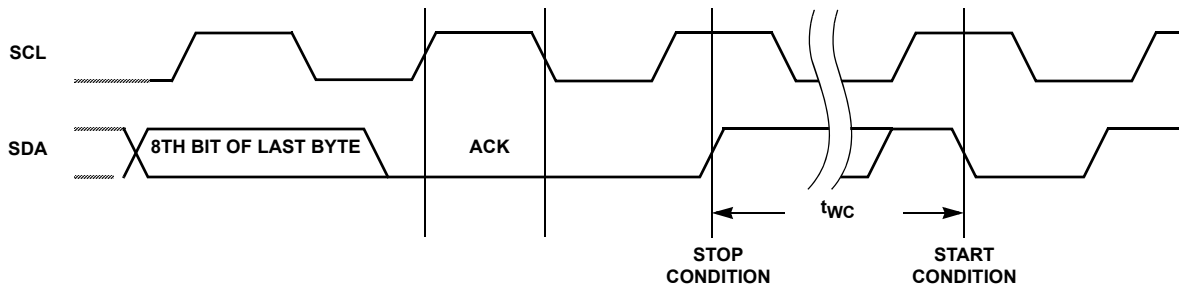 SCL
SDA
8TH BIT OF LAST BYTE
ACK
tWC
STOP
CONDITION
START
CONDITION